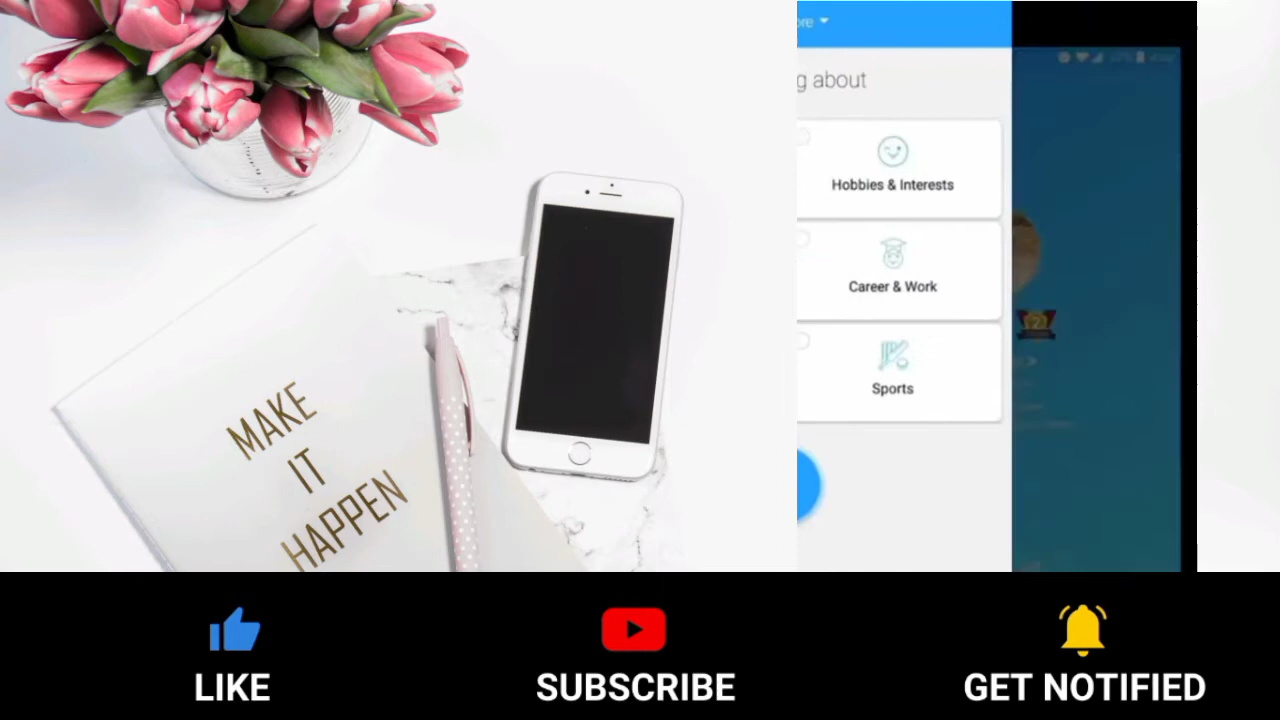 MAKE
IT
HAPPEN
g about
Hobbies & Interests
Career & Work
Sports
LIKE
SUBSCRIBE
GET NOTIFIED